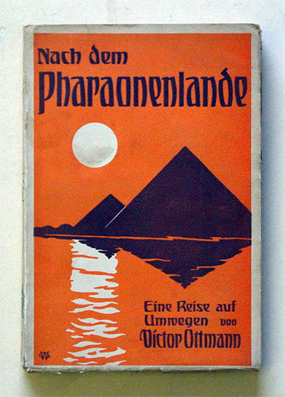 Nach dem
Pharaonenlande
Eine Reise auf
Umwegen von
Victor Ottmann